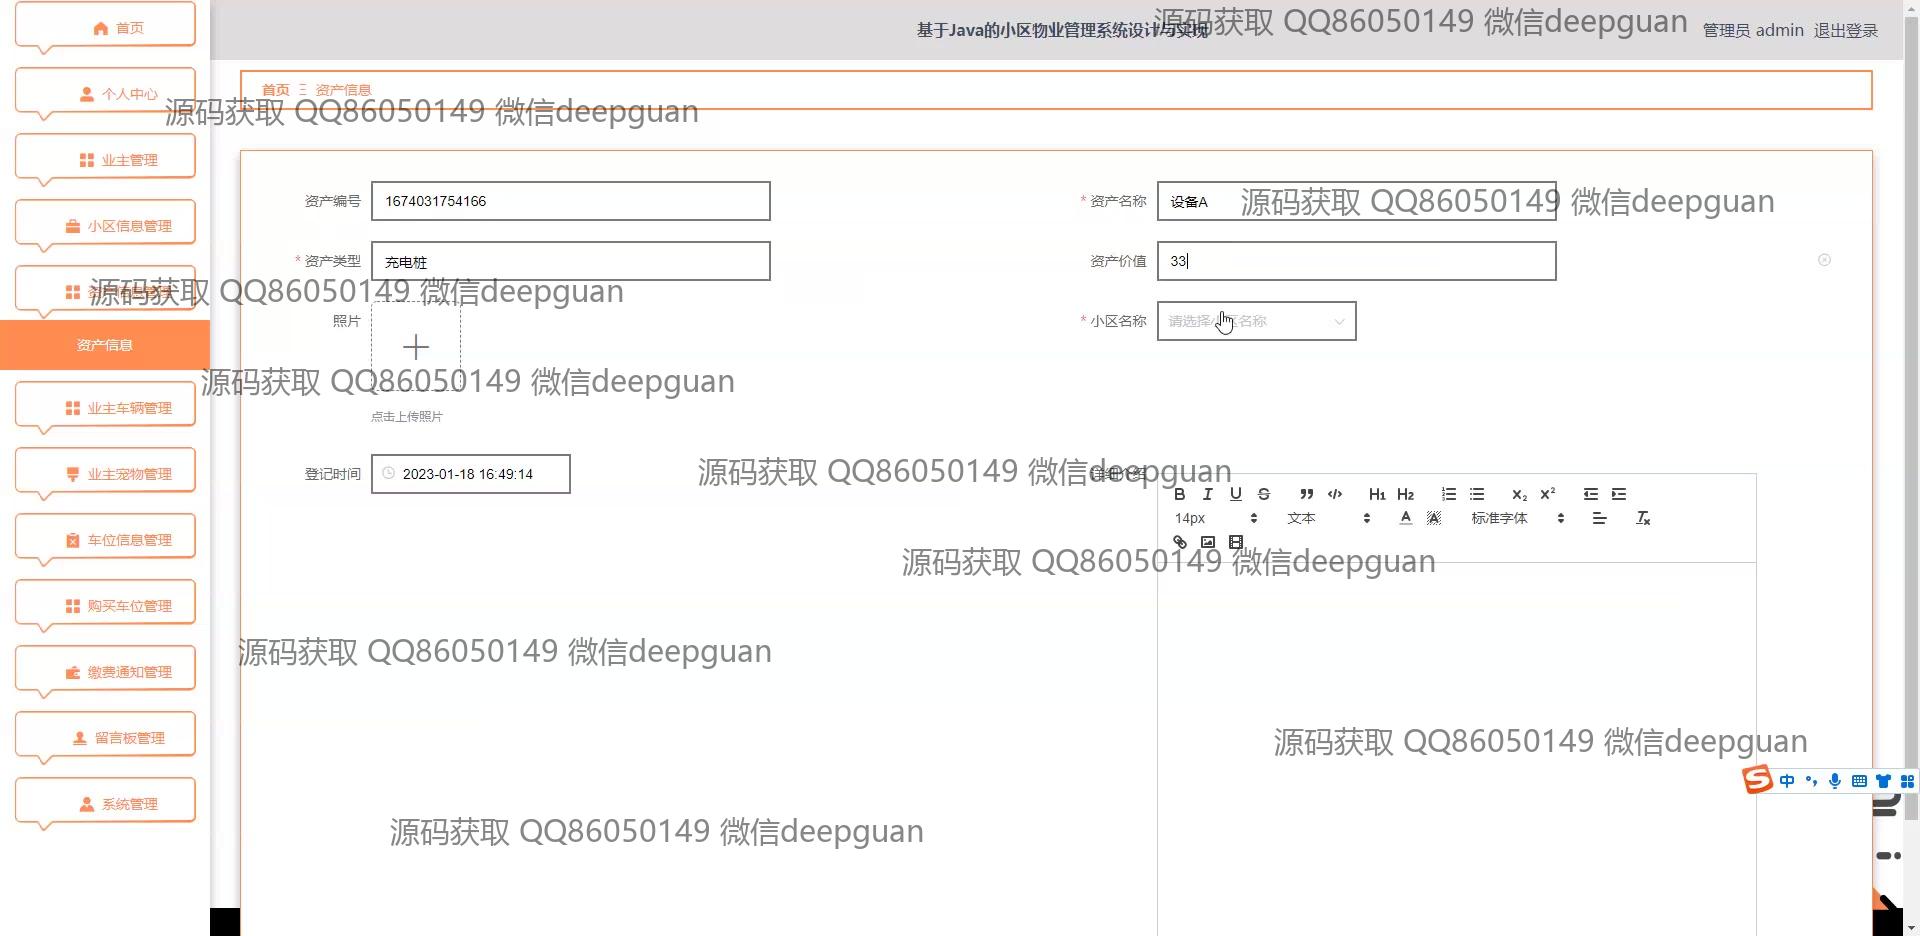 首页
个人中心
业主管理
小区信息管理
资产信息
业主车辆管理
业主宠物管理
车位信息管理
购买车位管理
缴费通知管理
留言板管理
系统管理
基于Java的小区物业管理系统设计与实现
管理员 admin 退出登录
首页 资产信息
资产编号 1674031754166
* 资产名称 设备A
* 资产类型 充电桩
资产价值 33
照片
点击上传照片
* 小区名称 请选择小区名称
登记时间 2023-01-18 16:49:14
B I U S ” </> H1 H2 x₂ x²
14px 文本 A A 标准字体 Tx
中
源码获取 QQ86050149 微信deepguan
源码获取 QQ86050149 微信deepguan
源码获取 QQ86050149 微信deepguan
源码获取 QQ86050149 微信deepguan
源码获取 QQ86050149 微信deepguan
源码获取 QQ86050149 微信deepguan
源码获取 QQ86050149 微信deepguan
源码获取 QQ86050149 微信deepguan
源码获取 QQ86050149 微信deepguan
源码获取 QQ86050149 微信deepguan